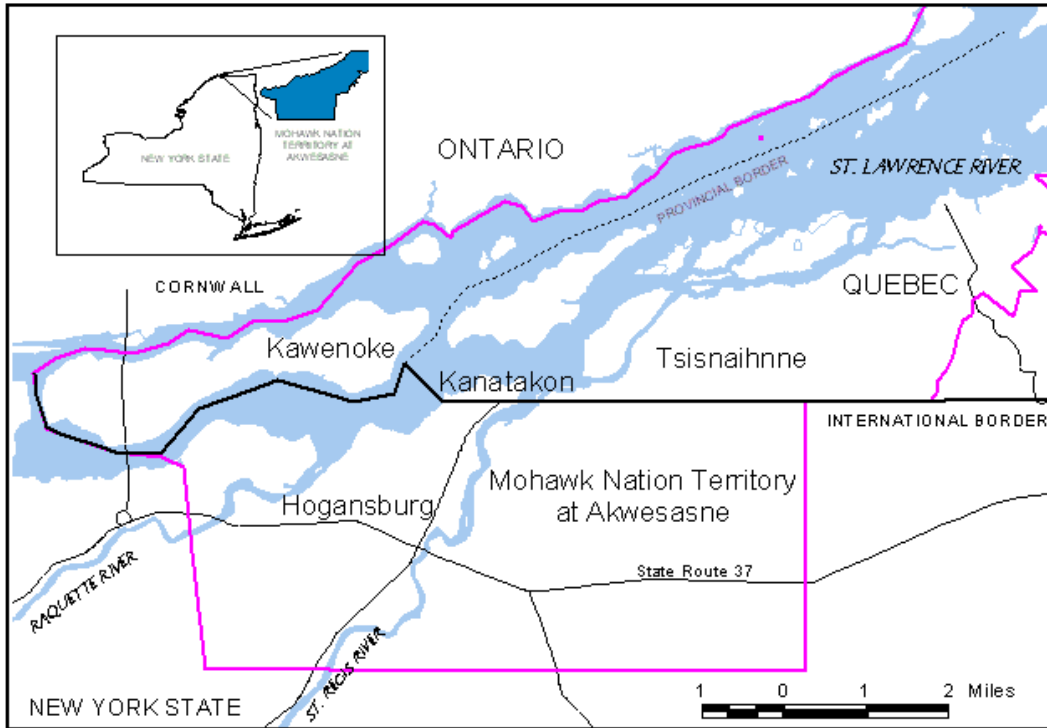 NEW YORK STATE
MOHAWK NATION
TERRITORY AT
AKWESASNE
ONTARIO
ST. LAWRENCE RIVER
PROVINCIAL BORDER
CORNWALL
QUEBEC
Kawenoke
Tsisnaihnne
Kanatakon
INTERNATIONAL BORDER
Mohawk Nation Territory
at Akwesasne
Hogansburg
State Route 37
RAQUETTE RIVER
ST. REGIS RIVER
NEW YORK STATE
1 0 1 2 Miles